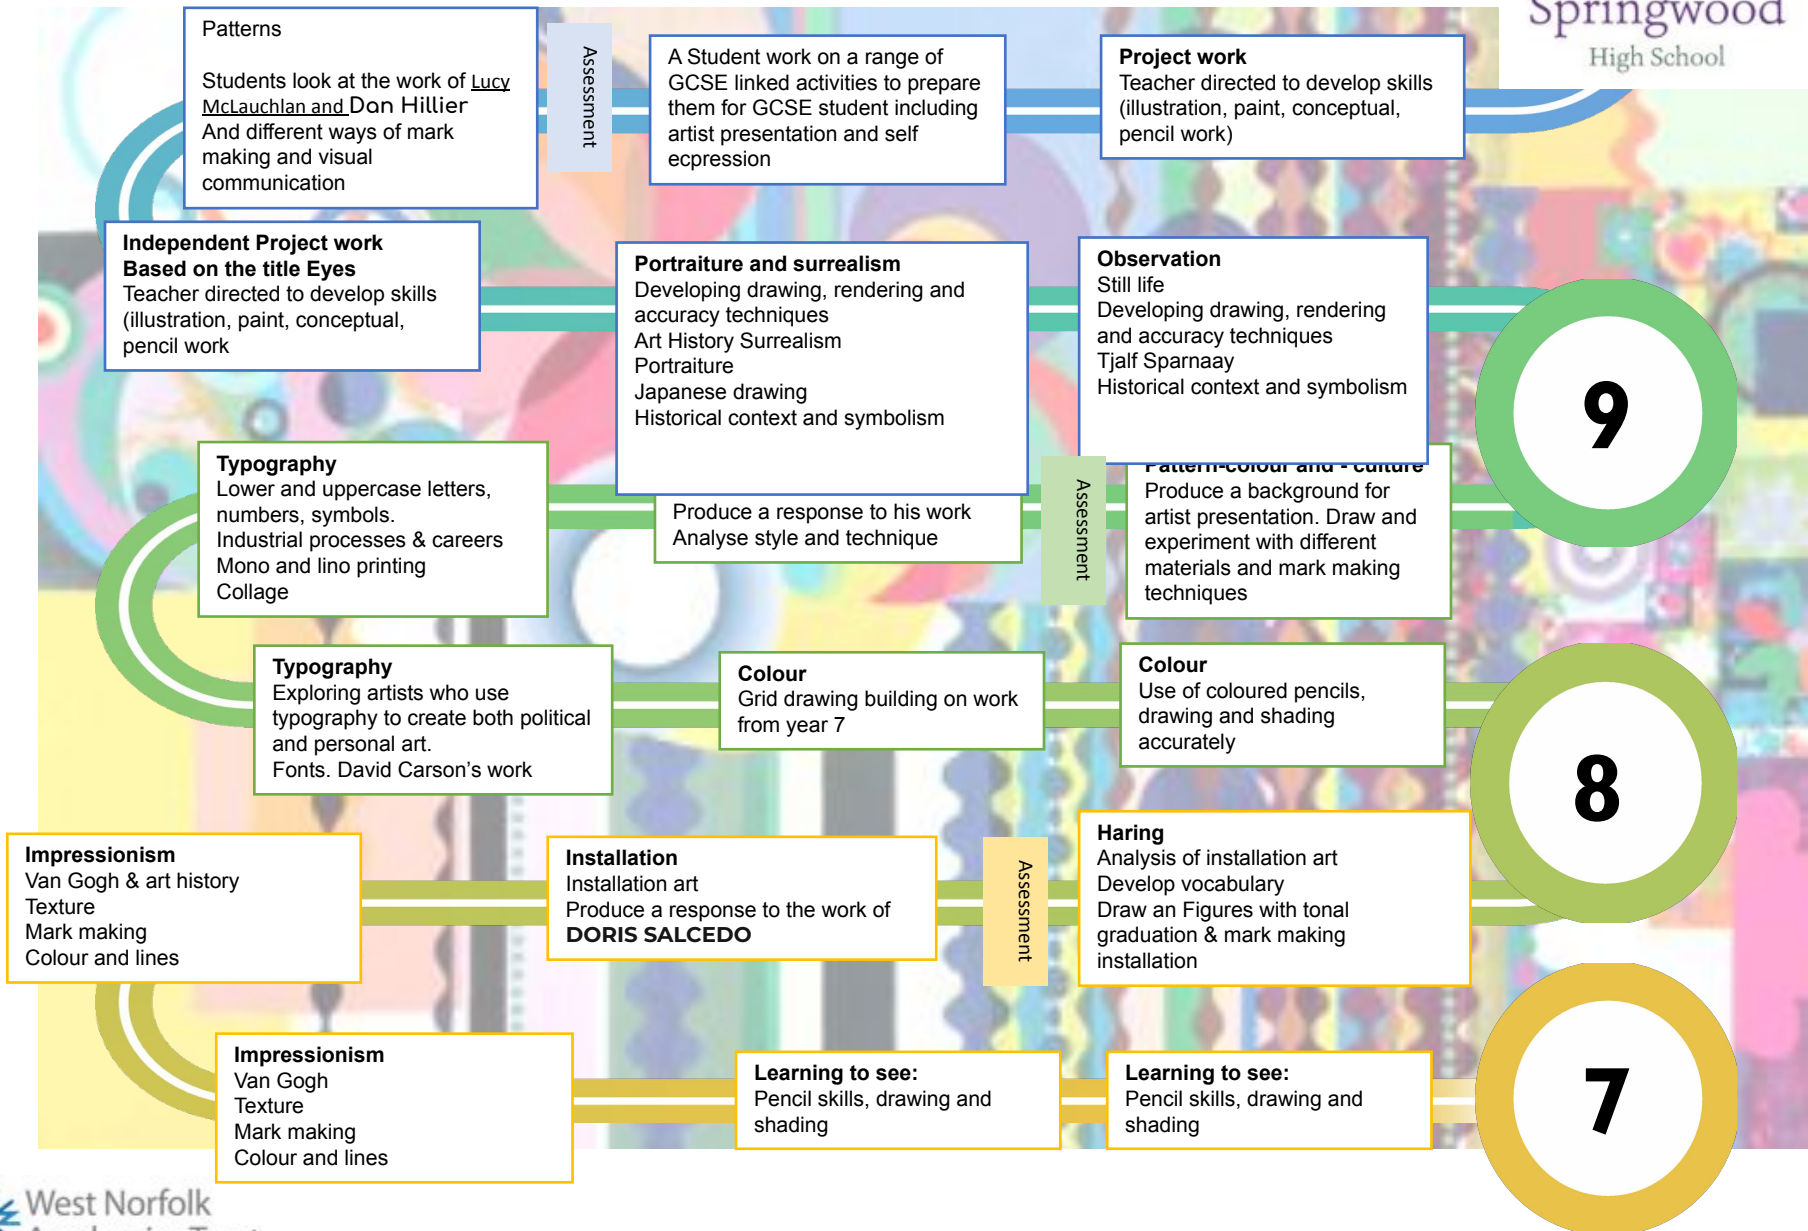 Springwood
High School
Patterns
Students look at the work of Lucy
McLauchlan and Dan Hillier
And different ways of mark
making and visual
communication
Assessment
A Student work on a range of
GCSE linked activities to prepare
them for GCSE student including
artist presentation and self
ecpression
Project work
Teacher directed to develop skills
(illustration, paint, conceptual,
pencil work)
Independent Project work
Based on the title Eyes
Teacher directed to develop skills
(illustration, paint, conceptual,
pencil work
Portraiture and surrealism
Developing drawing, rendering and
accuracy techniques
Art History Surrealism
Portraiture
Japanese drawing
Historical context and symbolism
Observation
Still life
Developing drawing, rendering
and accuracy techniques
Tjalf Sparnaay
Historical context and symbolism
9
Typography
Lower and uppercase letters,
numbers, symbols.
Industrial processes & careers
Mono and lino printing
Collage
Produce a response to his work
Analyse style and technique
Assessment
Pattern-colour and - culture
Produce a background for
artist presentation. Draw and
experiment with different
materials and mark making
techniques
Typography
Exploring artists who use
typography to create both political
and personal art.
Fonts. David Carson's work
Colour
Grid drawing building on work
from year 7
Colour
Use of coloured pencils,
drawing and shading
accurately
8
Impressionism
Van Gogh & art history
Texture
Mark making
Colour and lines
Installation
Installation art
Produce a response to the work of
DORIS SALCEDO
Assessment
Haring
Analysis of installation art
Develop vocabulary
Draw an Figures with tonal
graduation & mark making
installation
Impressionism
Van Gogh
Texture
Mark making
Colour and lines
Learning to see:
Pencil skills, drawing and
shading
Learning to see:
Pencil skills, drawing and
shading
7
West Norfolk